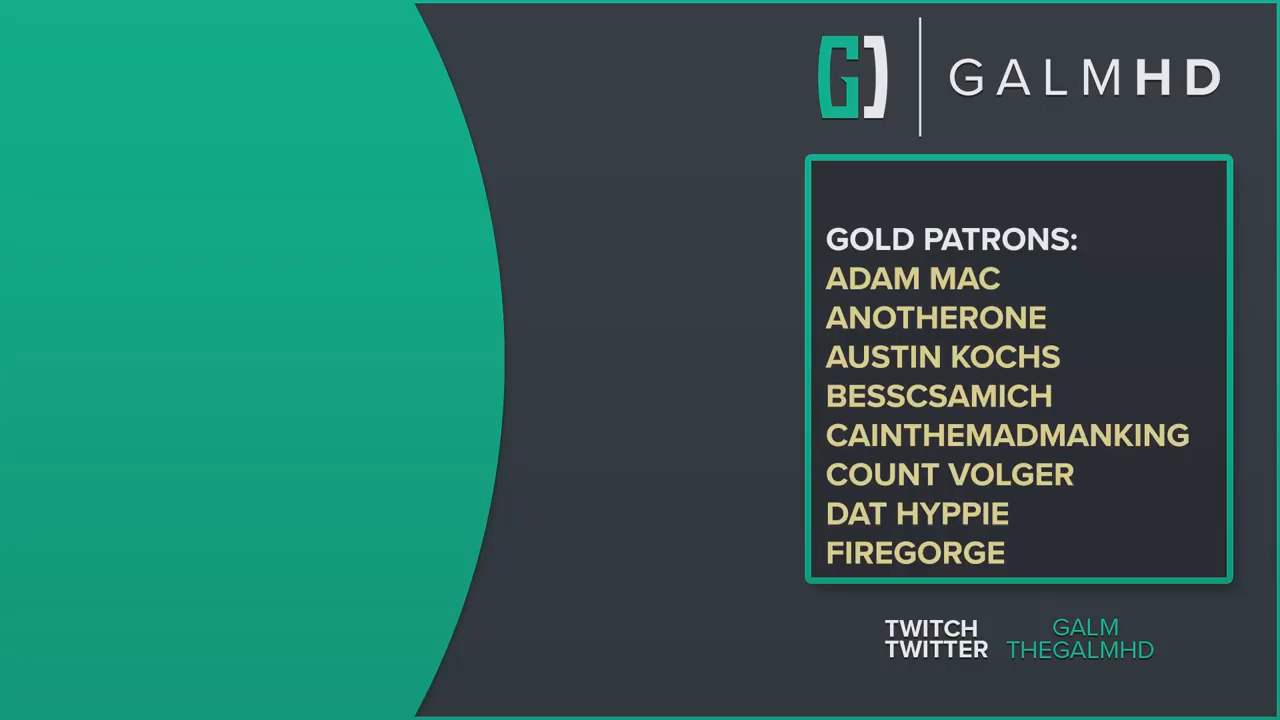 GALMHD
GOLD PATRONS:
ADAM MAC
ANOTHERONE
AUSTIN KOCHS
BESSCSAMICH
CAINTHEMADMANKING
COUNT VOLGER
DAT HYPPIE
FIREGORGE
TWITCH GALM
TWITTER THEGALMHD